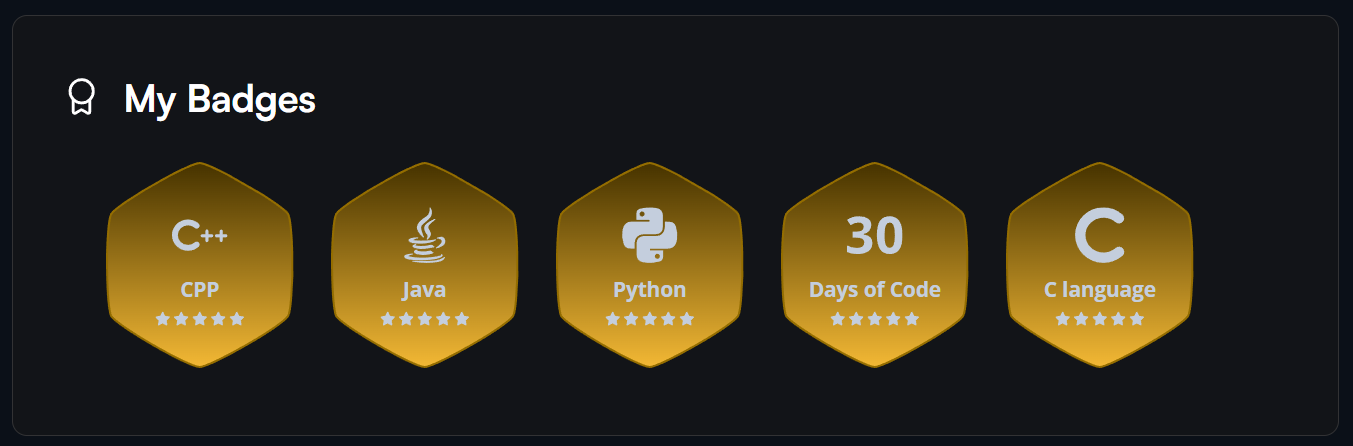 My Badges
C++
CPP
Java
Python
30
Days of Code
C
C language